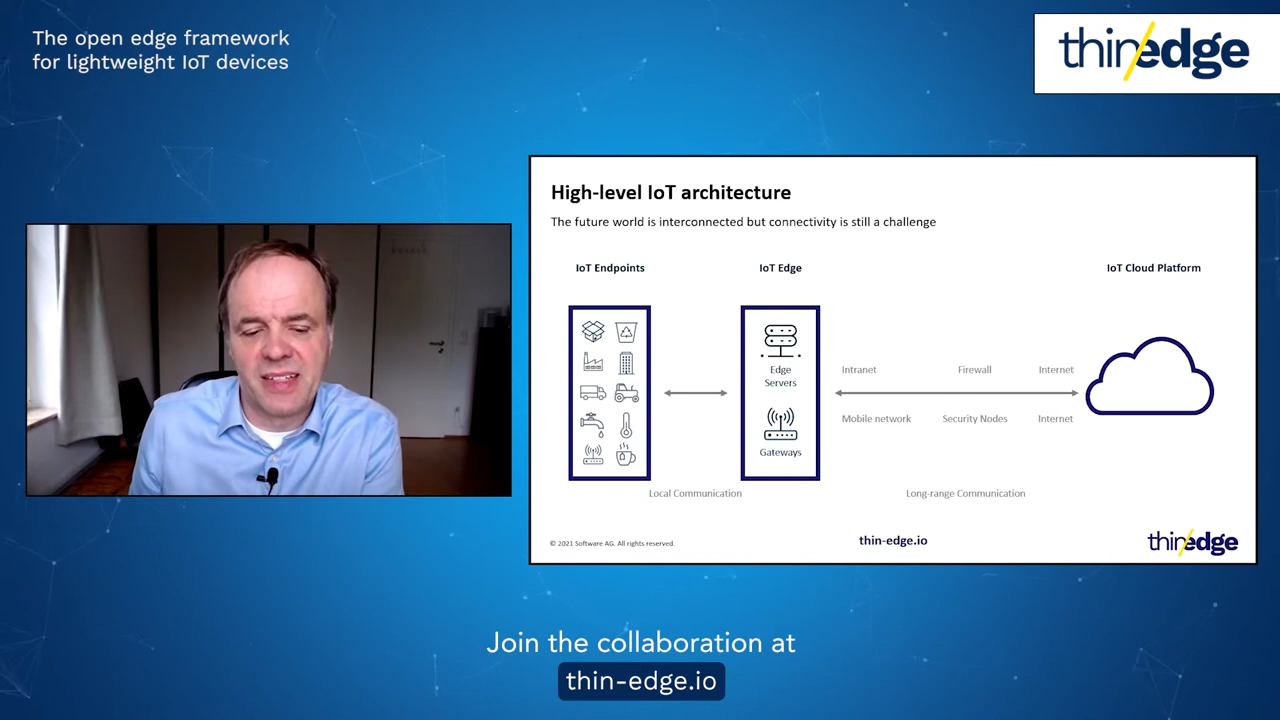 The open edge framework
for lightweight IoT devices
thin/edge
High-level IoT architecture
The future world is interconnected but connectivity is still a challenge
IoT Endpoints
IoT Edge
IoT Cloud Platform
Edge
Servers
Gateways
Intranet
Firewall
Internet
Mobile network
Security Nodes
Internet
Local Communication
Long-range Communication
© 2021 Software AG. All rights reserved.
thin-edge.io
thin/edge
Join the collaboration at
thin-edge.io